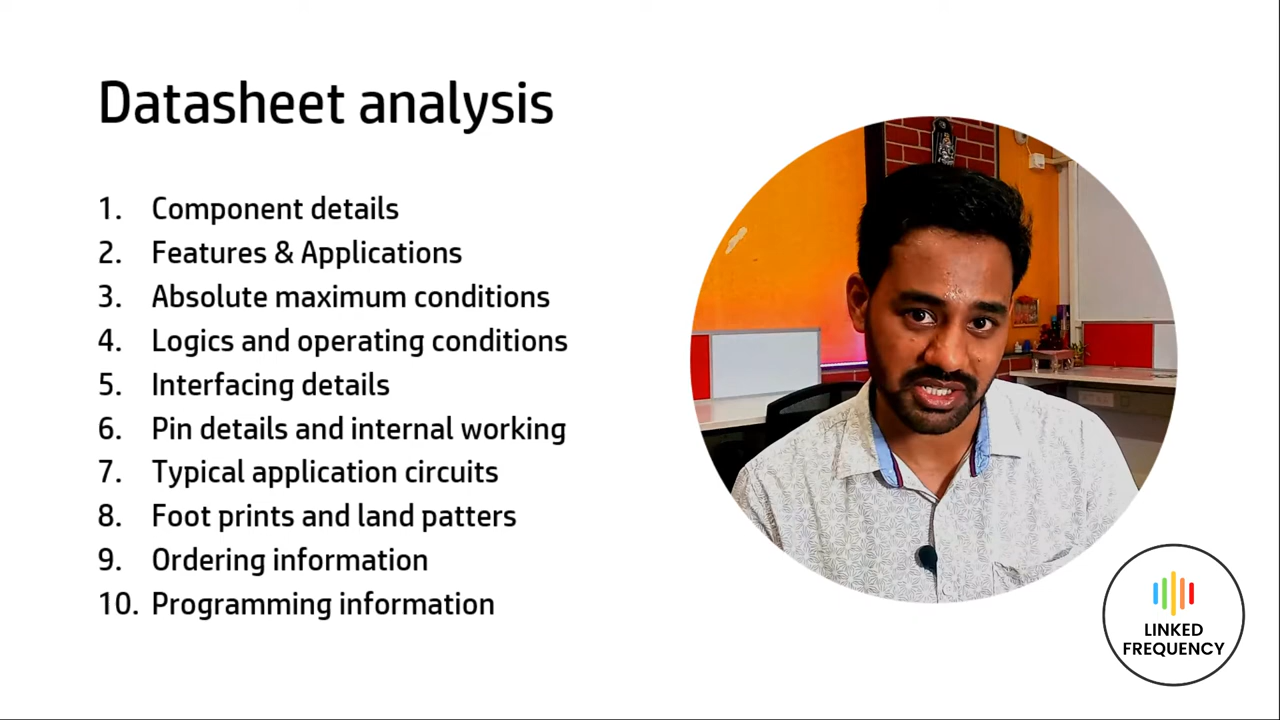 Datasheet analysis
1. Component details
2. Features & Applications
3. Absolute maximum conditions
4. Logics and operating conditions
5. Interfacing details
6. Pin details and internal working
7. Typical application circuits
8. Foot prints and land patters
9. Ordering information
10. Programming information
LINKED
FREQUENCY